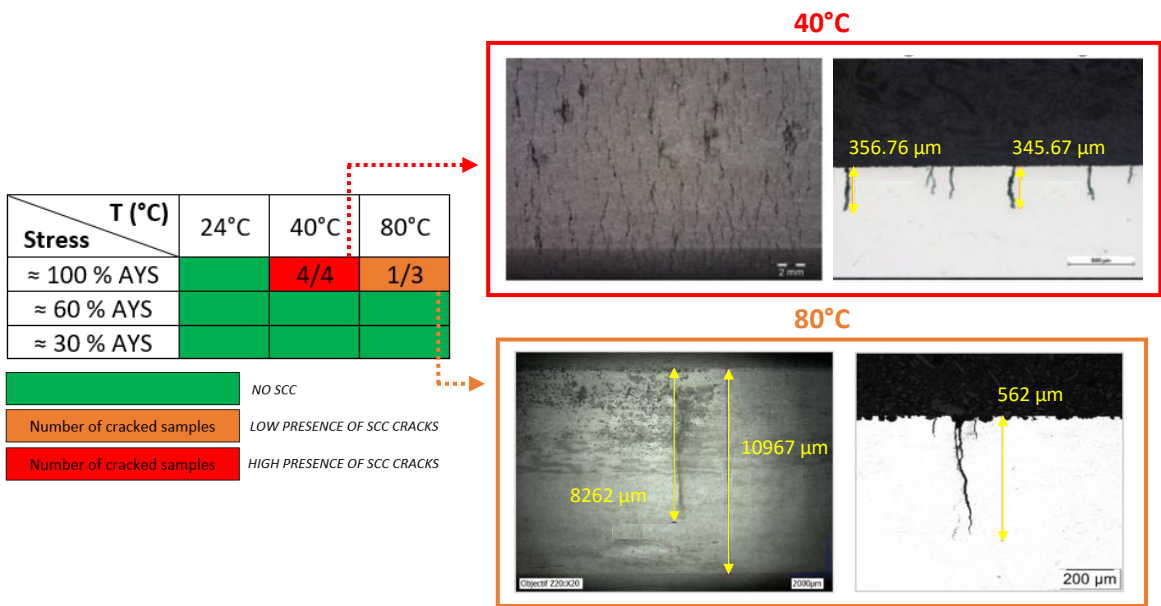 40°C
356.76 µm
345.67 µm
2 mm
500 µm
T (°C)
Stress
24°C
40°C
80°C
≈ 100 % AYS
4/4
1/3
≈ 60 % AYS
≈ 30 % AYS
NO SCC
Number of cracked samples
LOW PRESENCE OF SCC CRACKS
Number of cracked samples
HIGH PRESENCE OF SCC CRACKS
80°C
562 µm
10967 µm
8262 µm
Objectif Z20:X20
2000µm
200 µm